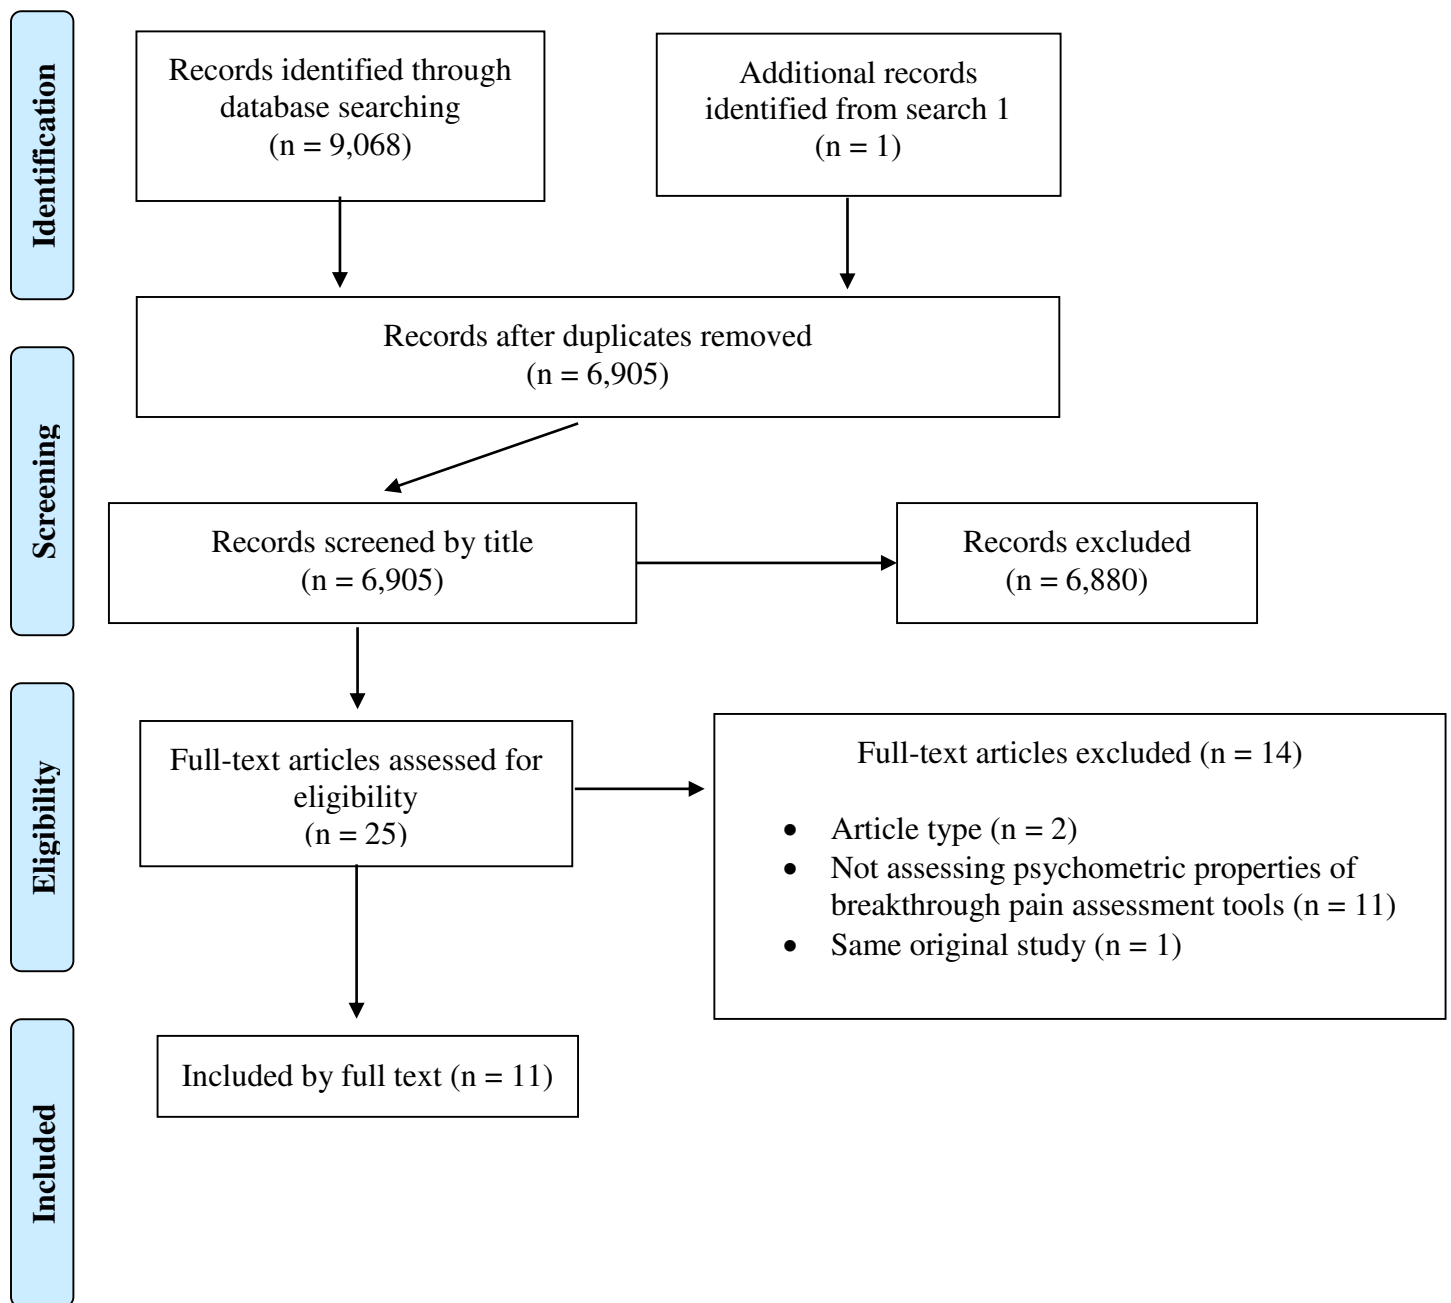 Identification
Records identified through
database searching
(n = 9,068)
Additional records
identified from search 1
(n = 1)
Records after duplicates removed
(n = 6,905)
Screening
Records screened by title
(n = 6,905)
Records excluded
(n = 6,880)
Eligibility
Full-text articles assessed for
eligibility
(n = 25)
Full-text articles excluded (n = 14)
• Article type (n = 2)
• Not assessing psychometric properties of
breakthrough pain assessment tools (n = 11)
• Same original study (n = 1)
Included
Included by full text (n = 11)